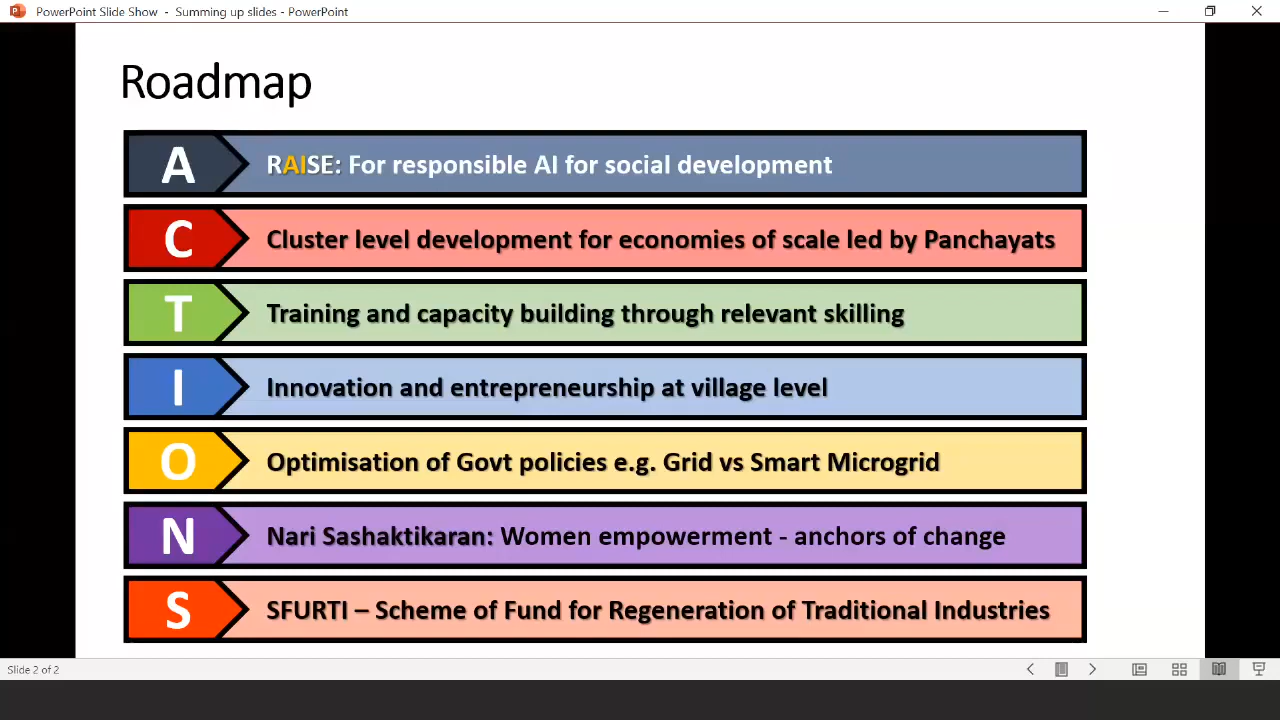 PowerPoint Slide Show - Summing up slides - PowerPoint
Roadmap
A RAISE: For responsible AI for social development
C Cluster level development for economies of scale led by Panchayats
T Training and capacity building through relevant skilling
I Innovation and entrepreneurship at village level
O Optimisation of Govt policies e.g. Grid vs Smart Microgrid
N Nari Sashaktikaran: Women empowerment - anchors of change
S SFURTI – Scheme of Fund for Regeneration of Traditional Industries
Slide 2 of 2